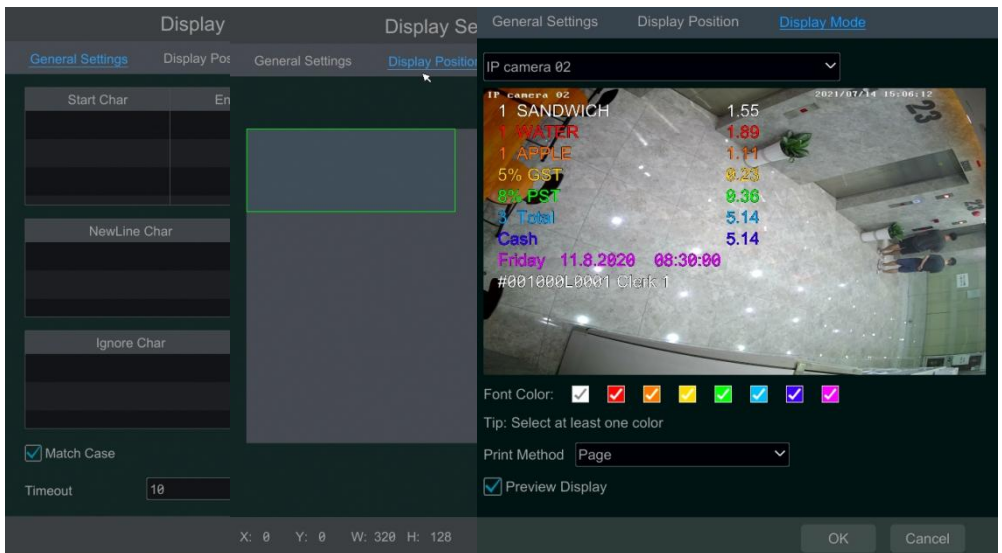 Display
General Settings
Display Pos
Start Char
En
NewLine Char
Ignore Char
Match Case
Timeout
10
Display Se
General Settings
Display Position
X: 0 Y: 0 W: 320 H: 128
General Settings
Display Position
Display Mode
IP camera 02
IP camera 02
2021/07/14 15:06:12
1 SANDWICH 1.55
1 WATER 1.89
1 APPLE 1.11
5% GST 0.23
8% PST 0.36
3 Total 5.14
Cash 5.14
Friday 11.8.2020 08:30:00
#001000L0001 Clerk 1
23
Font Color:
Tip: Select at least one color
Print Method Page
Preview Display
OK
Cancel